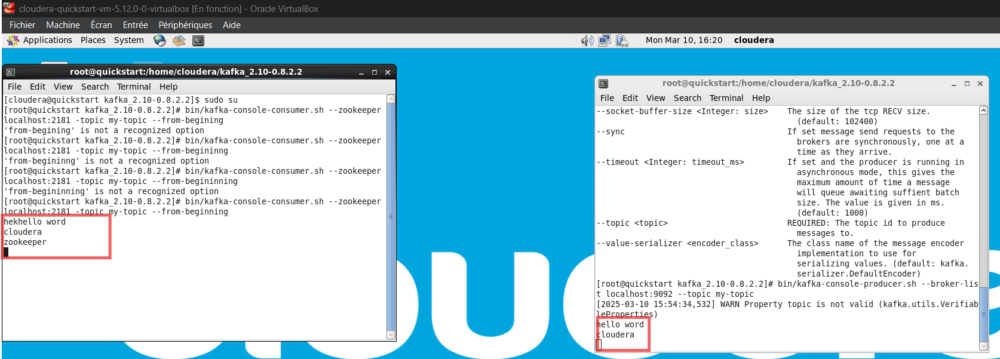 cloudera-quickstart-vm-5.12.0-0-virtualbox [En fonction] - Oracle VirtualBox
Fichier Machine Écran Entrée Périphériques Aide
Applications Places System Mon Mar 10, 16:20 cloudera
root@quickstart:/home/cloudera/kafka_2.10-0.8.2.2
File Edit View Search Terminal Help
[cloudera@quickstart kafka_2.10-0.8.2.2]$ sudo su
[root@quickstart kafka_2.10-0.8.2.2]# bin/kafka-console-consumer.sh --zookeeper
localhost:2181 -topic my-topic --from-begining
'from-begining' is not a recognized option
[root@quickstart kafka_2.10-0.8.2.2]# bin/kafka-console-consumer.sh --zookeeper
localhost:2181 -topic my-topic --from-begininng
'from-begininng' is not a recognized option
[root@quickstart kafka_2.10-0.8.2.2]# bin/kafka-console-consumer.sh --zookeeper
localhost:2181 -topic my-topic --from-begininning
'from-begininning' is not a recognized option
[root@quickstart kafka_2.10-0.8.2.2]# bin/kafka-console-consumer.sh --zookeeper
localhost:2181 -topic my-topic --from-beginning
hekhello word
cloudera
zookeeper
root@quickstart:/home/cloudera/kafka_2.10-0.8.2.2
File Edit View Search Terminal Help
--socket-buffer-size <Integer: size> The size of the tcp RECV size.
(default: 102400)
--sync If set message send requests to the
brokers are synchronously, one at a
time as they arrive.
--timeout <Integer: timeout_ms> If set and the producer is running in
asynchronous mode, this gives the
maximum amount of time a message
will queue awaiting suffient batch
size. The value is given in ms.
(default: 1000)
--topic <topic> REQUIRED: The topic id to produce
messages to.
--value-serializer <encoder_class> The class name of the message encoder
implementation to use for
serializing values. (default: kafka.
serializer.DefaultEncoder)
[root@quickstart kafka_2.10-0.8.2.2]# bin/kafka-console-producer.sh --broker-lis
t localhost:9092 --topic my-topic
[2025-03-10 15:54:34,532] WARN Property topic is not valid (kafka.utils.Verifiab
leProperties)
hello word
cloudera